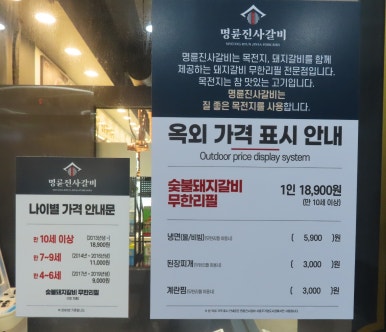 명륜진사갈비
명륜진사갈비는 목전지, 돼지갈비를 함께
제공하는 돼지갈비 무한리필 전문점입니다.
목전지는 참 맛있는 고기입니다.
명륜진사갈비는
질 좋은 목전지를 사용합니다.
옥외 가격 표시 안내
Outdoor price display system
숯불돼지갈비 1인 18,900원
무한리필 (만 10세 이상)
냉면(물/비빔) ( 5,900 )원
된장찌개 ( 3,000 )원
계란찜 ( 3,000 )원
명륜진사갈비
나이별 가격 안내문
만 10세 이상
18,900원
만 7~9세
11,000원
만 4~6세
9,000원
숯불돼지갈비 무한리필